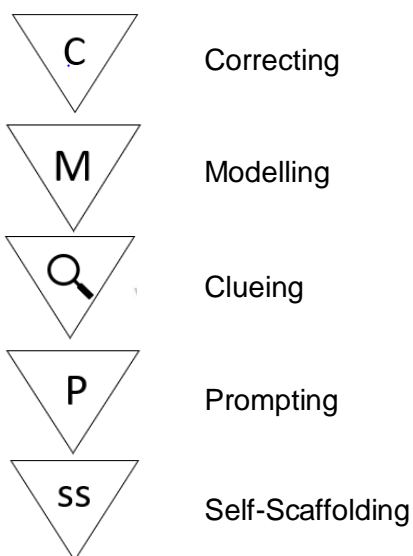 C Correcting
M Modelling
Clueing
P Prompting
ss Self-Scaffolding